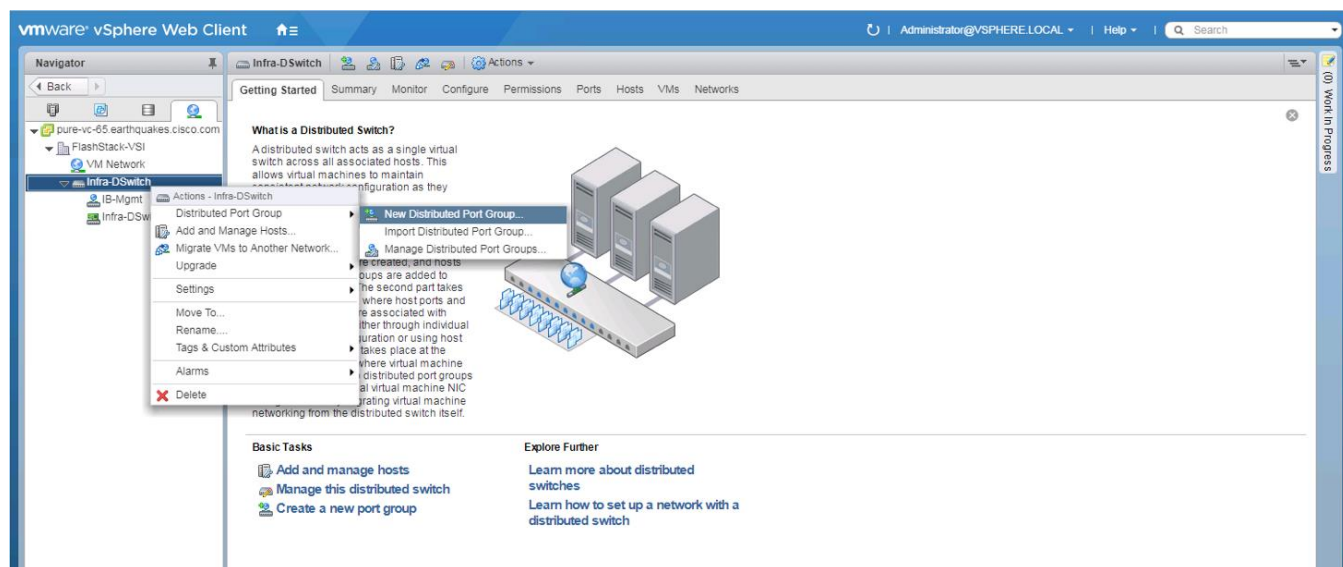 vmware® vSphere Web Client
Administrator@VSPHERE.LOCAL
Help
Search
Navigator
Back
pure-vc-65.earthquakes.cisco.com
FlashStack-VSI
VM Network
Infra-DSwitch
IB-Mgmt
Infra-DSw
Infra-DSwitch
Actions
Getting Started Summary Monitor Configure Permissions Ports Hosts VMs Networks
What is a Distributed Switch?
A distributed switch acts as a single virtual
switch across all associated hosts. This
allows virtual machines to maintain
consistent network configuration as they
Actions - Infra-DSwitch
Distributed Port Group
Add and Manage Hosts...
Migrate VMs to Another Network...
Upgrade
Settings
Move To...
Rename....
Tags & Custom Attributes
Alarms
Delete
New Distributed Port Group...
Import Distributed Port Group...
Manage Distributed Port Groups...
re created, and hosts
oups are added to
he second part takes
where host ports and
re associated with
ther through individual
uration or using host
takes place at the
where virtual machine
distributed port groups
al virtual machine NIC
grating virtual machine
networking from the distributed switch itself.
Basic Tasks
Add and manage hosts
Manage this distributed switch
Create a new port group
Explore Further
Learn more about distributed
switches
Learn how to set up a network with a
distributed switch
(0) Work In Progress